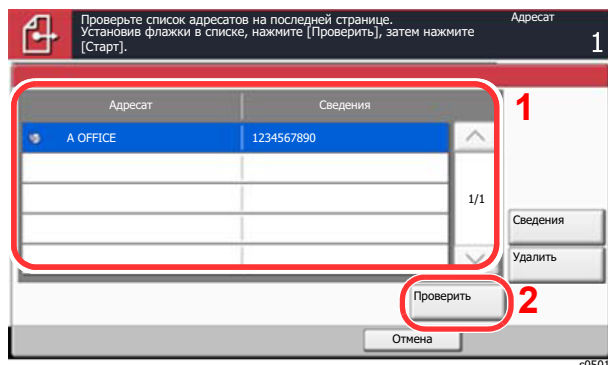 Проверьте список адресатов на последней странице.
Установив флажки в списке, нажмите [Проверить], затем нажмите
[Старт].
Адресат
1
Адресат Сведения
1
A OFFICE 1234567890
1/1
Сведения
Удалить
Проверить
2
Отмена